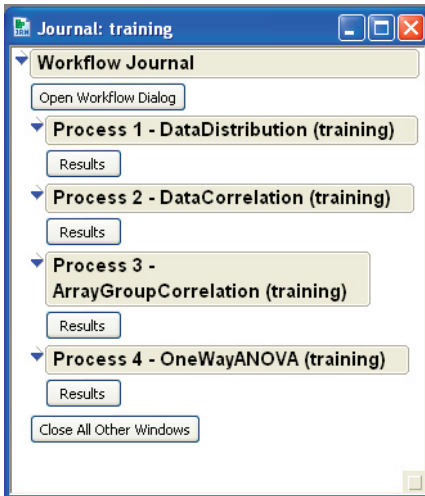 Journal: training
Workflow Journal
Open Workflow Dialog
Process 1 - DataDistribution (training)
Results
Process 2 - DataCorrelation (training)
Results
Process 3 -
ArrayGroupCorrelation (training)
Results
Process 4 - OneWayANOVA (training)
Results
Close All Other Windows